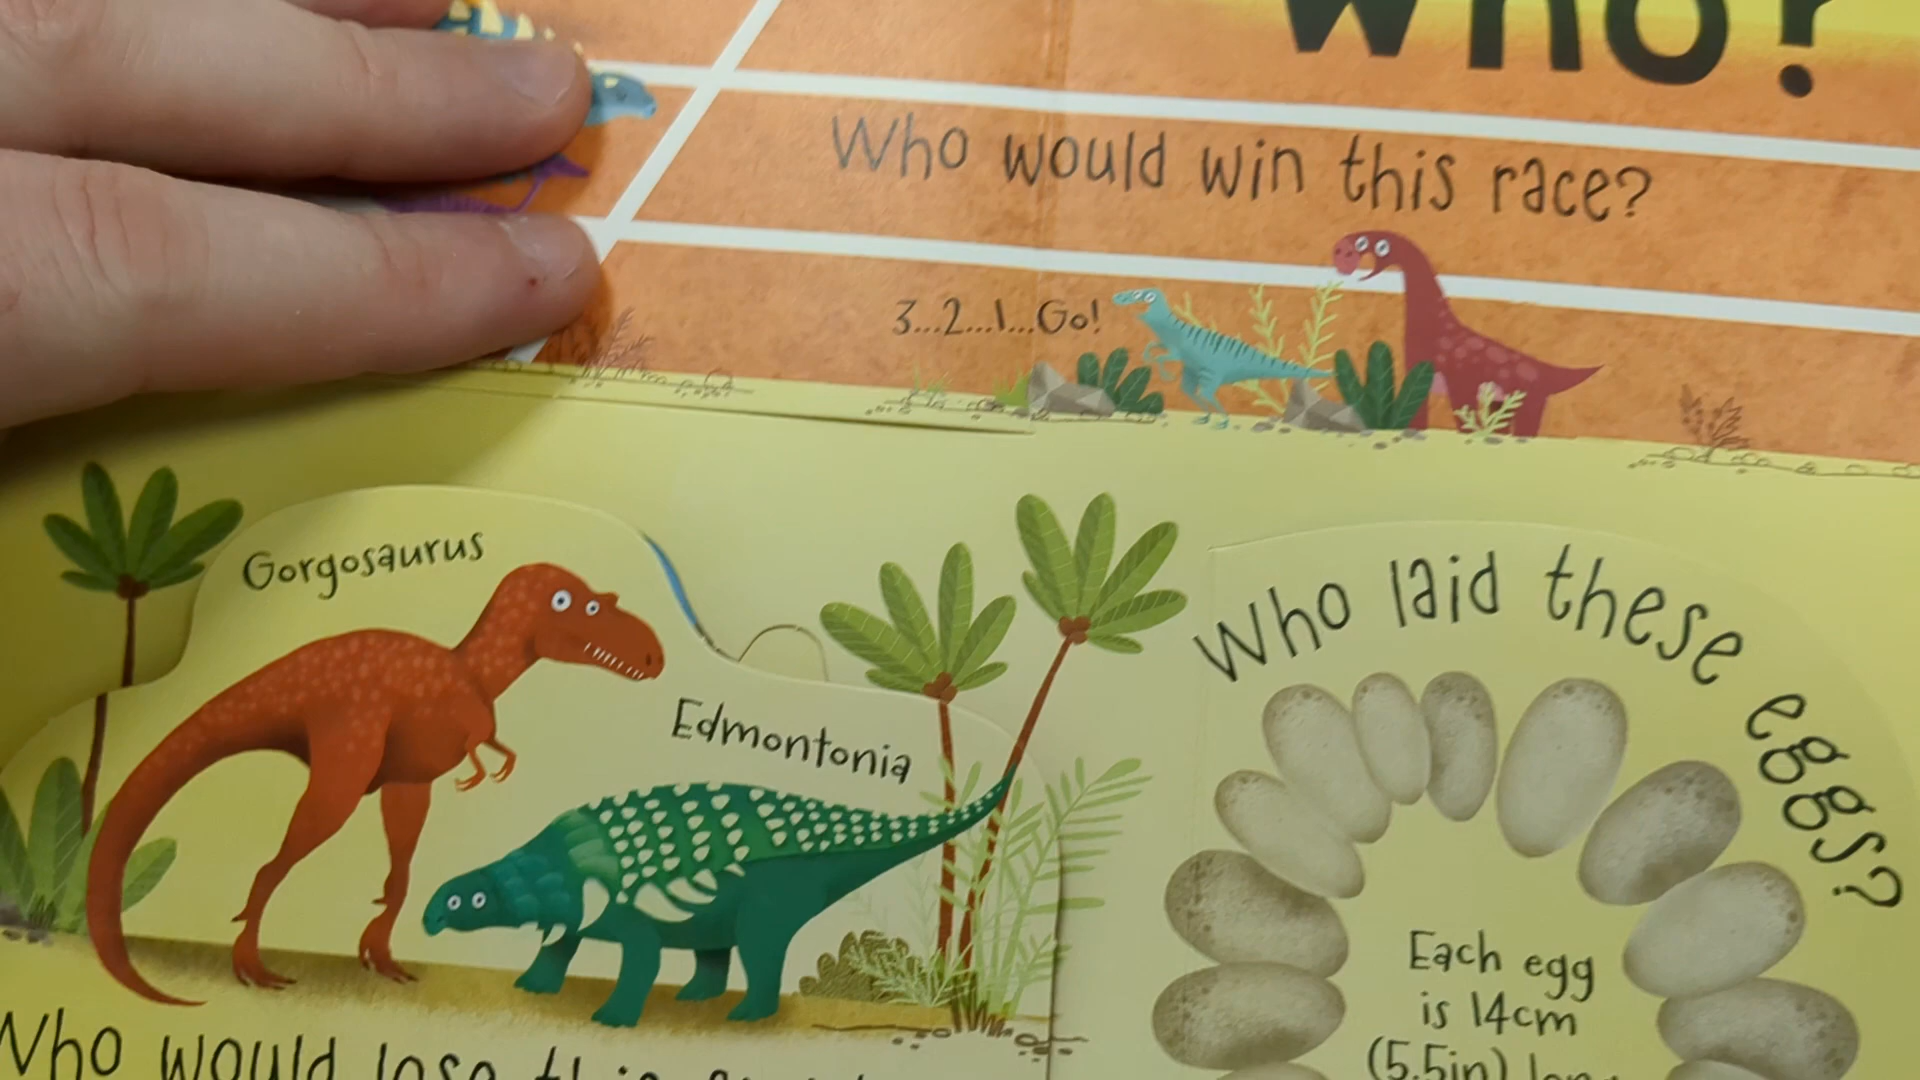 Who?
Who would win this race?
3...2...1...Go!
Gorgosaurus
Edmontonia
Who would lose this
Who laid these eggs?
Each egg
is 14cm
(5.5in) long